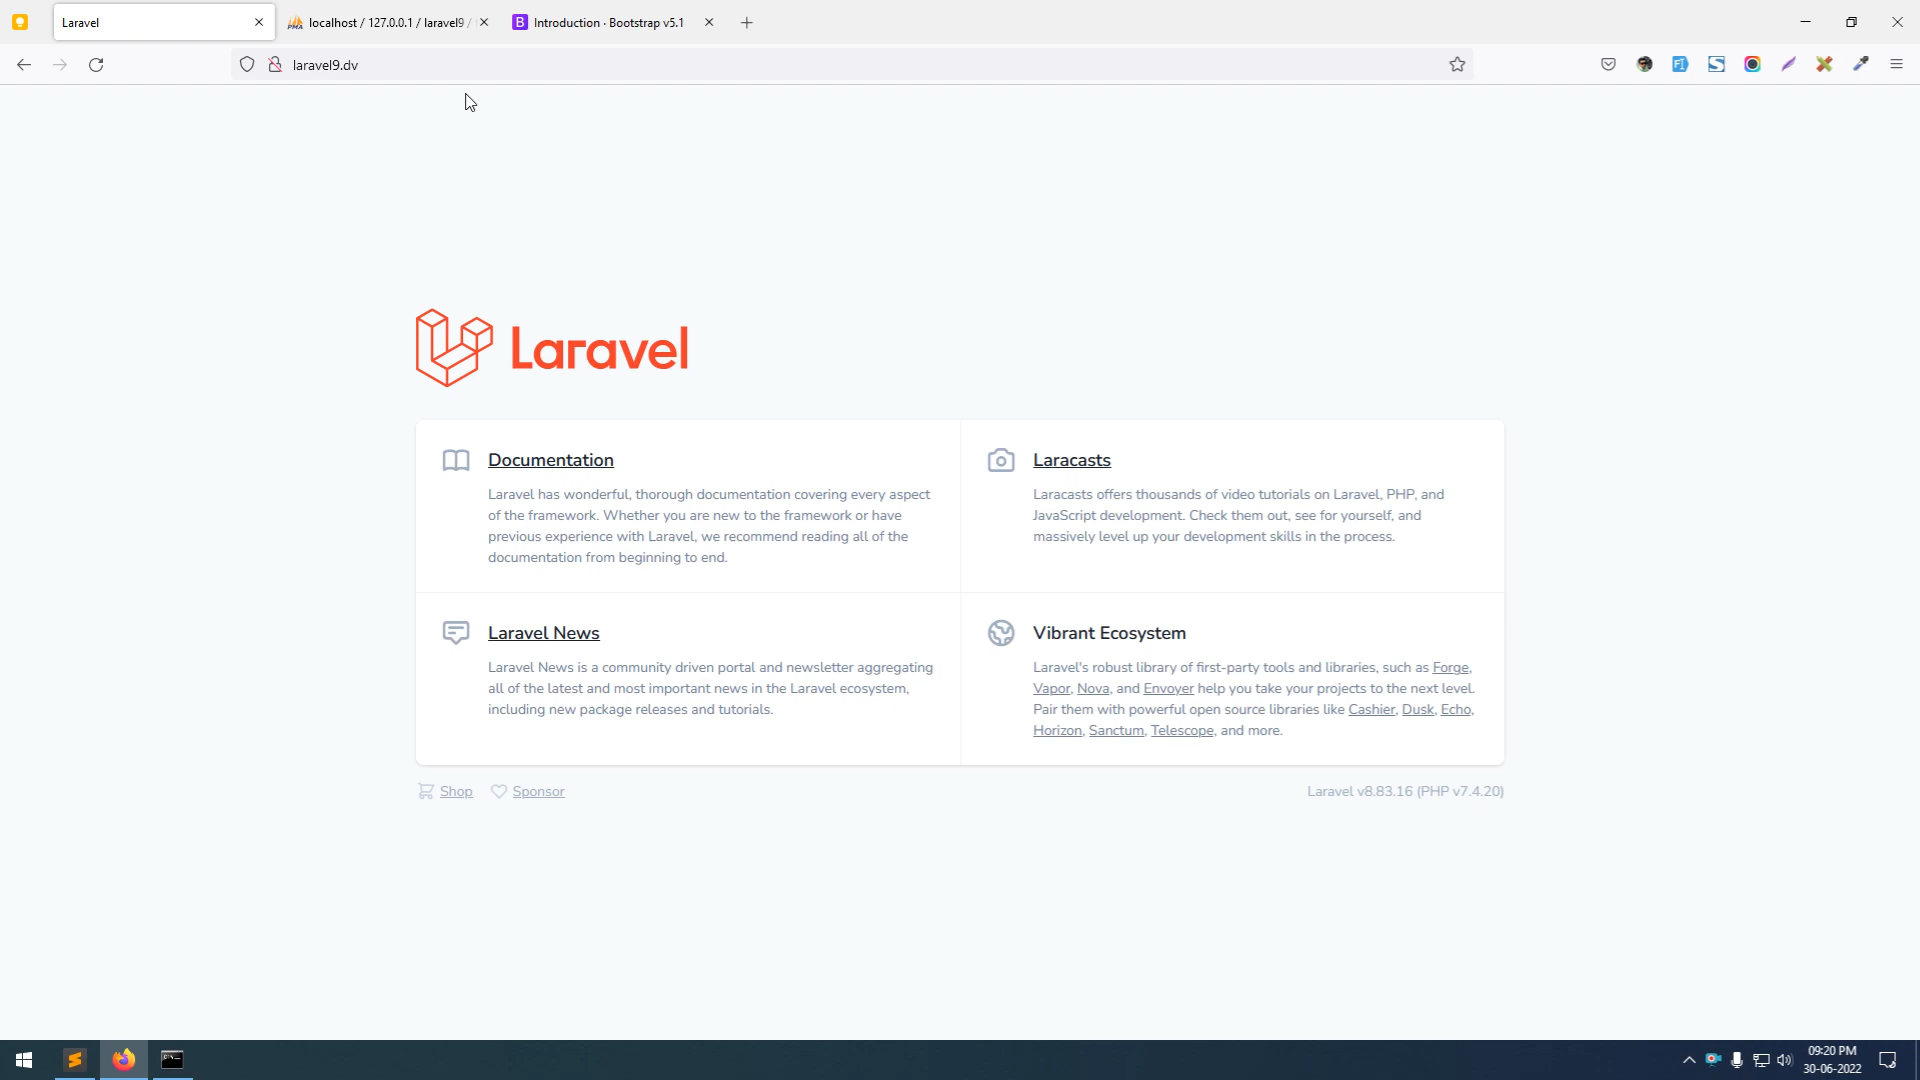 Laravel
localhost / 127.0.0.1 / laravel9 /
Introduction · Bootstrap v5.1
laravel9.dv
Laravel
Documentation
Laravel has wonderful, thorough documentation covering every aspect
of the framework. Whether you are new to the framework or have
previous experience with Laravel, we recommend reading all of the
documentation from beginning to end.
Laracasts
Laracasts offers thousands of video tutorials on Laravel, PHP, and
JavaScript development. Check them out, see for yourself, and
massively level up your development skills in the process.
Laravel News
Laravel News is a community driven portal and newsletter aggregating
all of the latest and most important news in the Laravel ecosystem,
including new package releases and tutorials.
Vibrant Ecosystem
Laravel's robust library of first-party tools and libraries, such as Forge,
Vapor, Nova, and Envoyer help you take your projects to the next level.
Pair them with powerful open source libraries like Cashier, Dusk, Echo,
Horizon, Sanctum, Telescope, and more.
Shop
Sponsor
Laravel v8.83.16 (PHP v7.4.20)
09:20 PM
30-06-2022